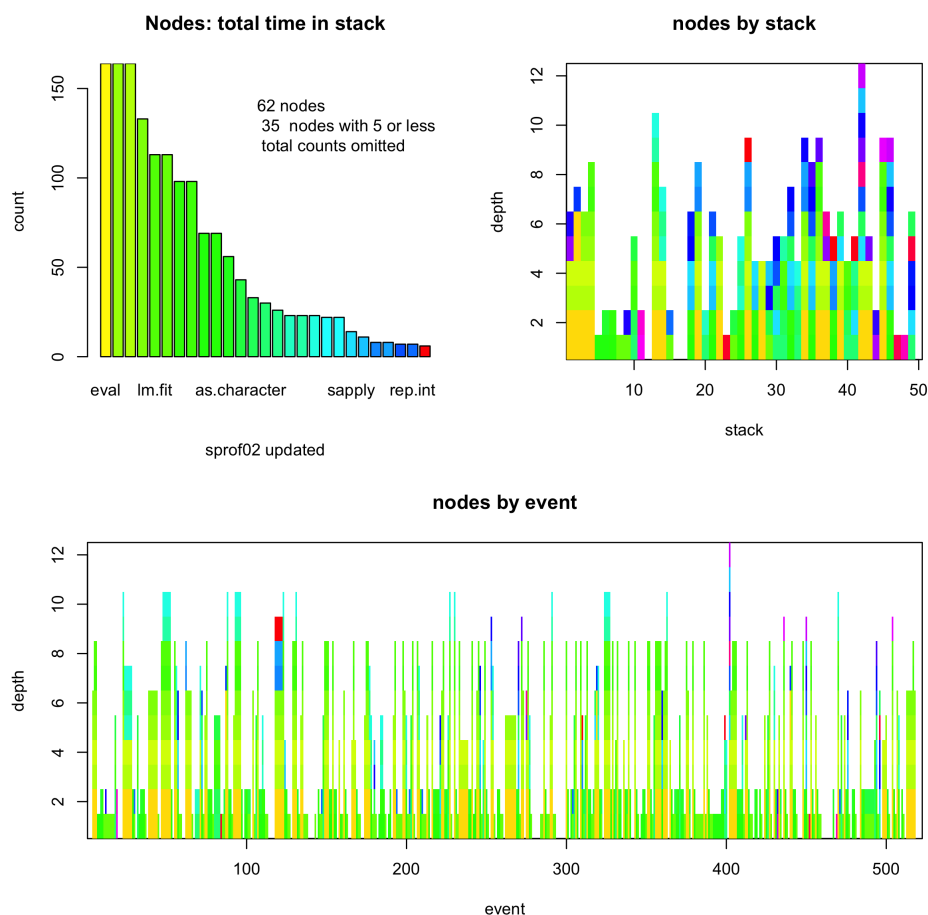 Nodes: total time in stack
62 nodes
35 nodes with 5 or less
total counts omitted
count
0 50 100 150
eval lm.fit as.character sapply rep.int
sprof02 updated
nodes by stack
depth
2 4 6 8 10 12
10 20 30 40 50
stack
nodes by event
depth
2 4 6 8 10 12
100 200 300 400 500
event